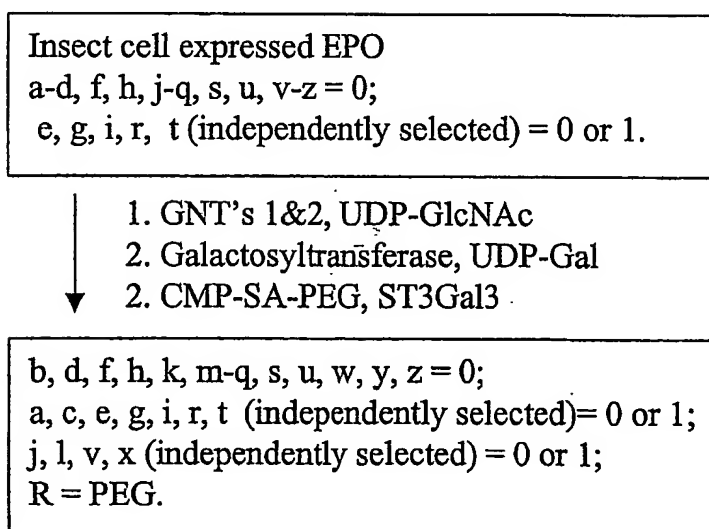 Insect cell expressed EPO
a-d, f, h, j-q, s, u, v-z = 0;
e, g, i, r, t (independently selected) = 0 or 1.
1. GNT's 1&2, UDP-GlcNAc
2. Galactosyltransferase, UDP-Gal
2. CMP-SA-PEG, ST3Gal3
b, d, f, h, k, m-q, s, u, w, y, z = 0;
a, c, e, g, i, r, t (independently selected)= 0 or 1;
j, l, v, x (independently selected) = 0 or 1;
R = PEG.